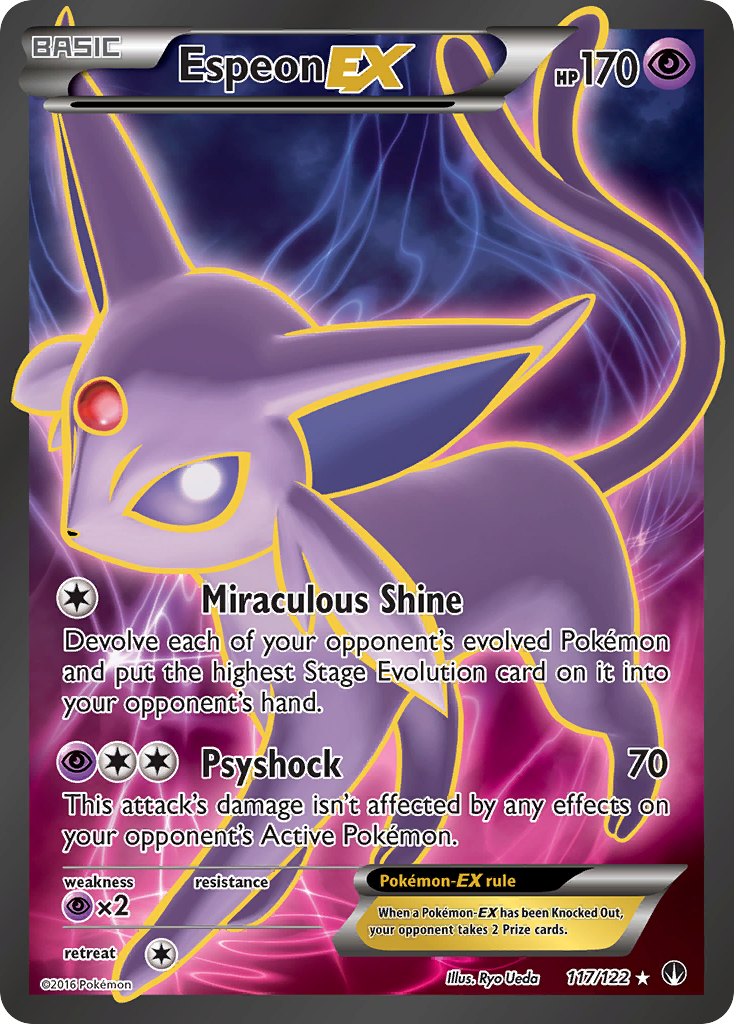 BASIC
Espeon EX
HP 170
Miraculous Shine
Devolve each of your opponent's evolved Pokémon
and put the highest Stage Evolution card on it into
your opponent's hand.
Psyshock 70
This attack's damage isn't affected by any effects on
your opponent's Active Pokémon.
weakness resistance
×2
retreat
Pokémon-EX rule
When a Pokémon-EX has been Knocked Out,
your opponent takes 2 Prize cards.
©2016 Pokémon
Illus. Ryo Ueda 117/122 ★